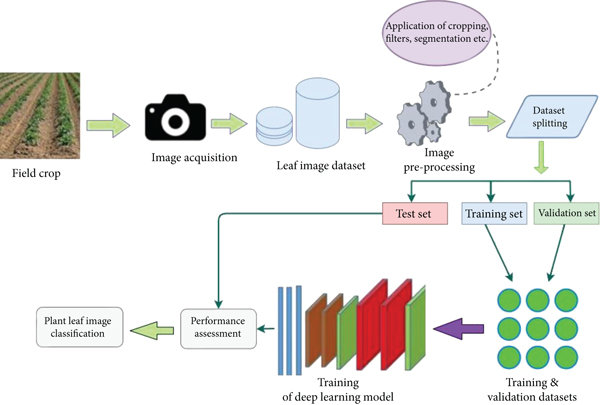 Application of cropping,
filters, segmentation etc.
Field crop
Image acquisition
Leaf image dataset
Image
pre-processing
Dataset
splitting
Test set
Training set
Validation set
Plant leaf image
classification
Performance
assessment
Training
of deep learning model
Training &
validation datasets